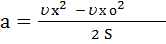 a = (υx² − υxo²) / (2 S)